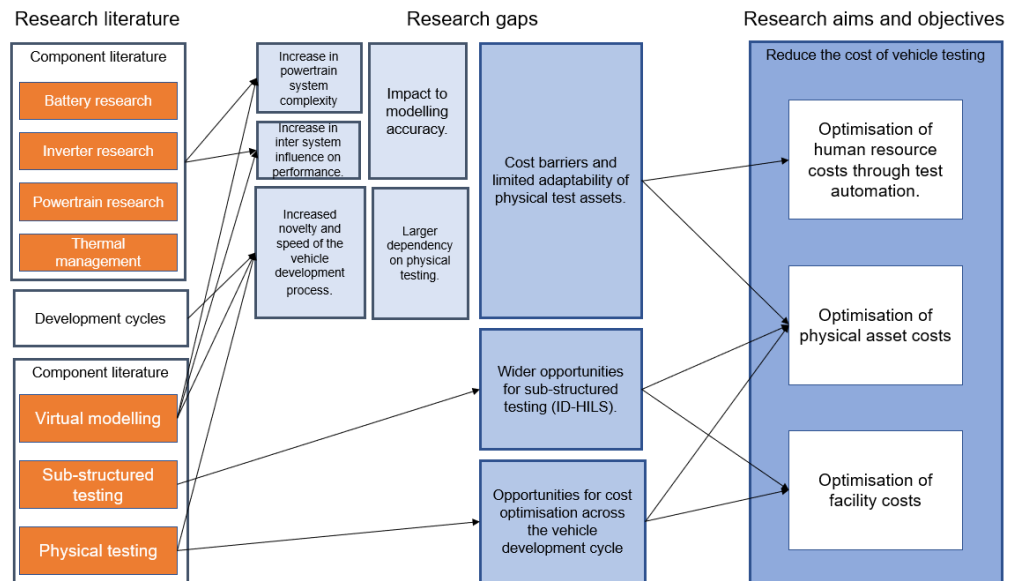 Research literature
Research gaps
Research aims and objectives
Component literature
Battery research
Inverter research
Powertrain research
Thermal
management
Development cycles
Component literature
Virtual modelling
Sub-structured
testing
Physical testing
Increase in
powertrain
system
complexity
Increase in
inter system
influence on
performance.
Increased
novelty and
speed of the
vehicle
development
process.
Impact to
modelling
accuracy.
Larger
dependency
on physical
testing.
Cost barriers and
limited adaptability of
physical test assets.
Wider opportunities
for sub-structured
testing (ID-HILS).
Opportunities for cost
optimisation across
the vehicle
development cycle
Reduce the cost of vehicle testing
Optimisation of
human resource
costs through test
automation.
Optimisation of
physical asset costs
Optimisation of
facility costs